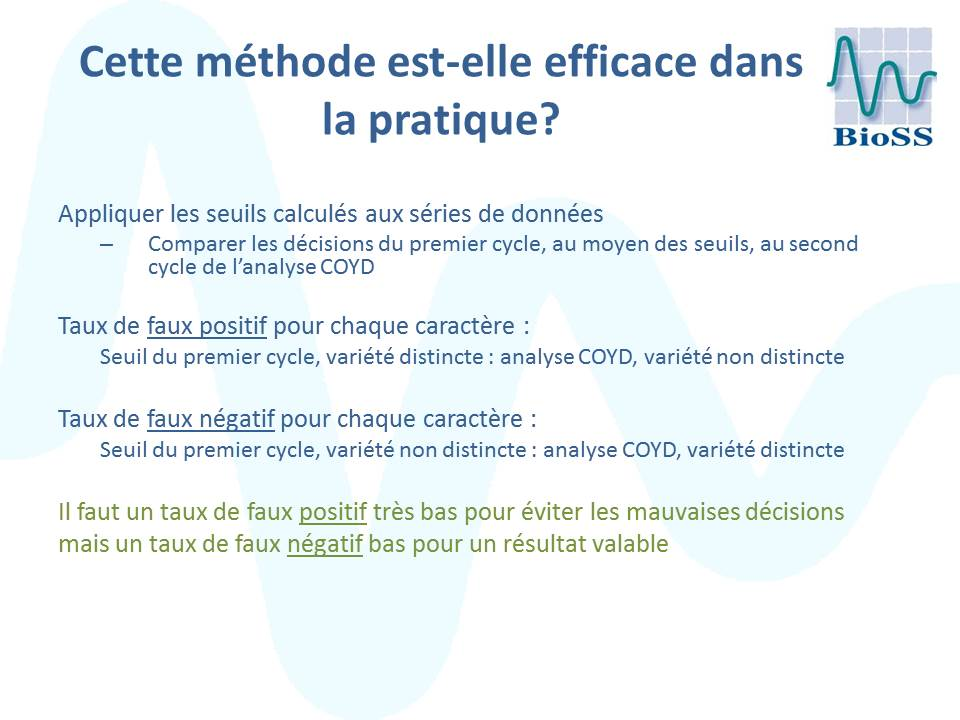 Cette méthode est-elle efficace dans
la pratique?
BioSS
Appliquer les seuils calculés aux séries de données
– Comparer les décisions du premier cycle, au moyen des seuils, au second
cycle de l'analyse COYD
Taux de faux positif pour chaque caractère :
Seuil du premier cycle, variété distincte : analyse COYD, variété non distincte
Taux de faux négatif pour chaque caractère :
Seuil du premier cycle, variété non distincte : analyse COYD, variété distincte
Il faut un taux de faux positif très bas pour éviter les mauvaises décisions
mais un taux de faux négatif bas pour un résultat valable